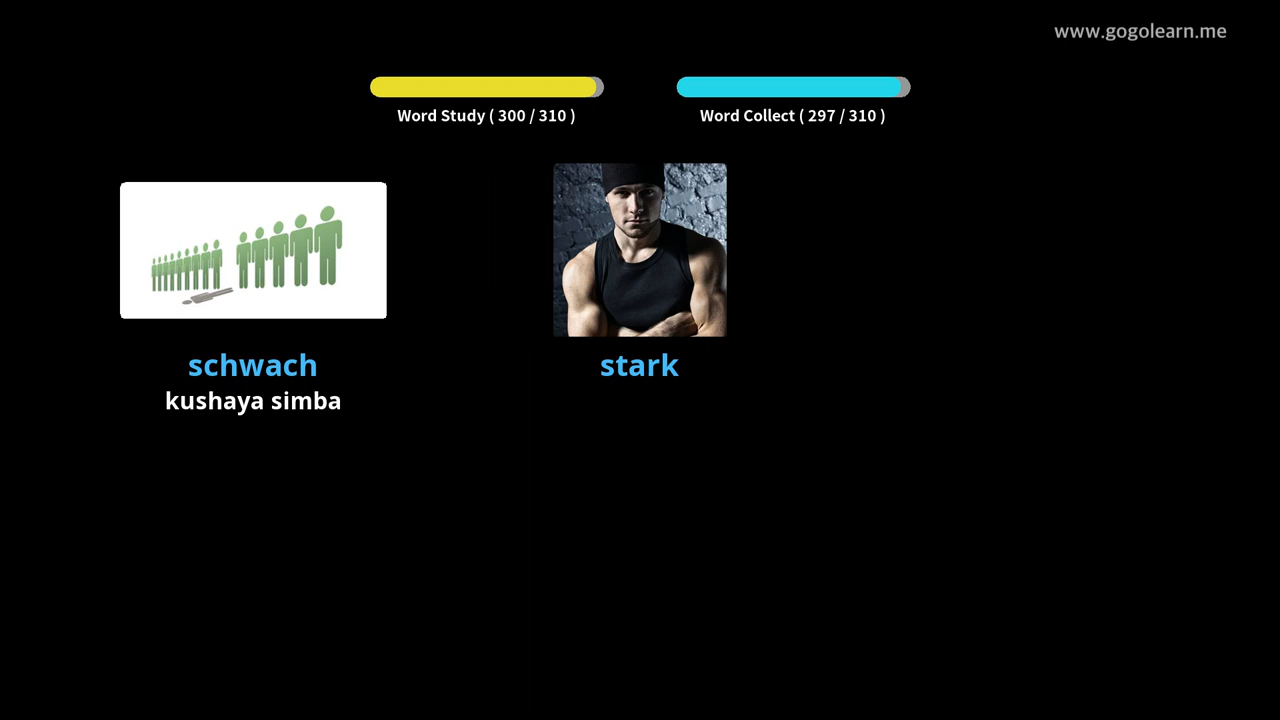 www.gogolearn.me
Word Study ( 300 / 310 )
Word Collect ( 297 / 310 )
schwach
kushaya simba
stark